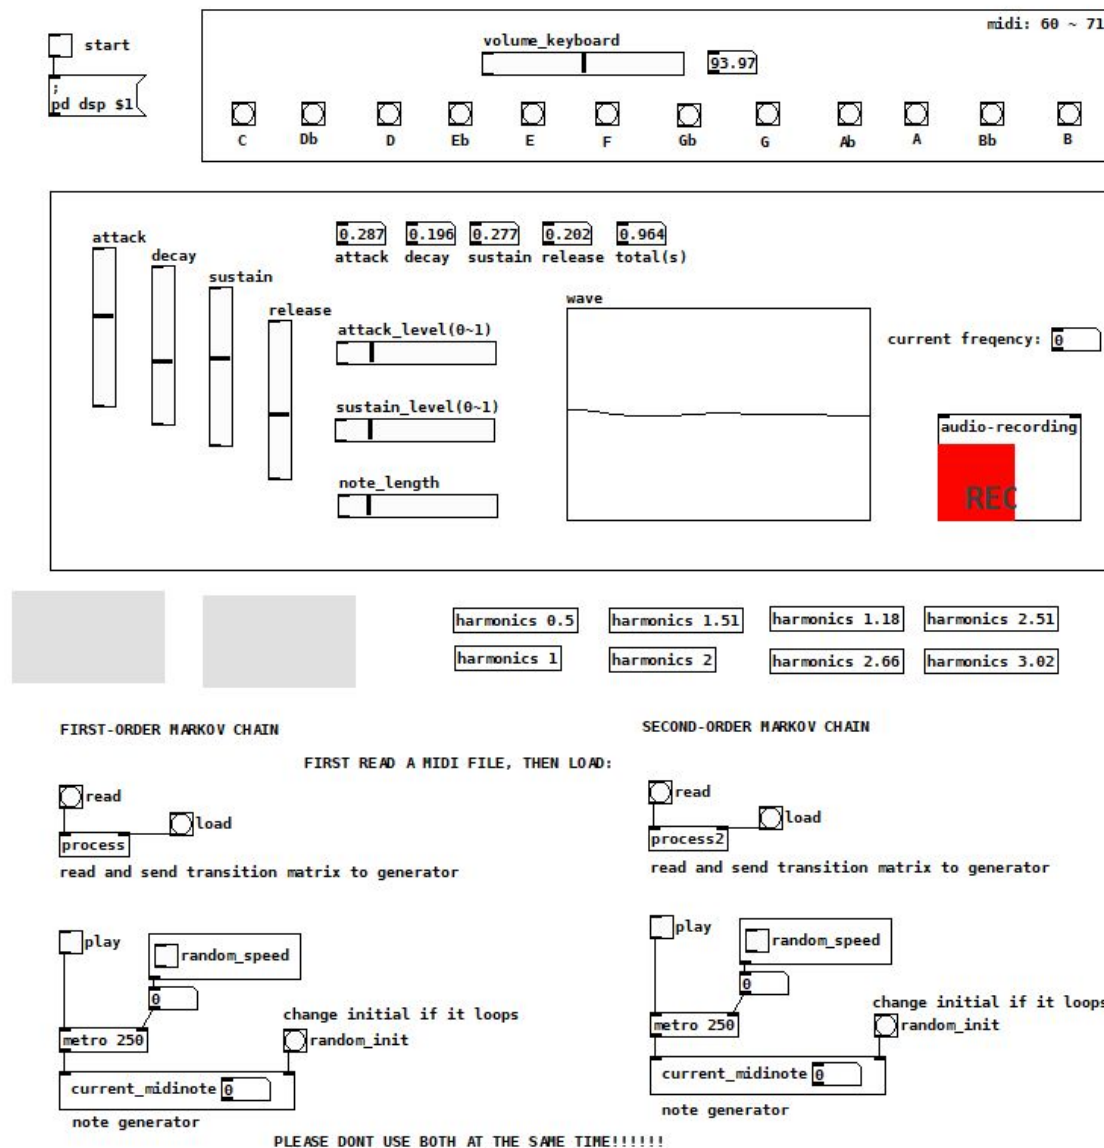 midi: 60 ~ 71
start
volume_keyboard
93.97
;
pd dsp $1
C Db D Eb E F Gb G Ab A Bb B
attack
decay
sustain
release
0.287 0.196 0.277 0.202 0.964
attack decay sustain release total(s)
attack_level(0~1)
sustain_level(0~1)
note_length
wave
current freqency: 0
audio-recording
REC
harmonics 0.5 harmonics 1.51 harmonics 1.18 harmonics 2.51
harmonics 1 harmonics 2 harmonics 2.66 harmonics 3.02
FIRST-ORDER MARKOV CHAIN
SECOND-ORDER MARKOV CHAIN
FIRST READ A MIDI FILE, THEN LOAD:
read
load
process
read and send transition matrix to generator
play
random_speed
0
change initial if it loops
metro 250
random_init
current_midinote 0
note generator
read
load
process2
read and send transition matrix to generator
play
random_speed
0
change initial if it loops
metro 250
random_init
current_midinote 0
note generator
PLEASE DONT USE BOTH AT THE SAME TIME!!!!!!